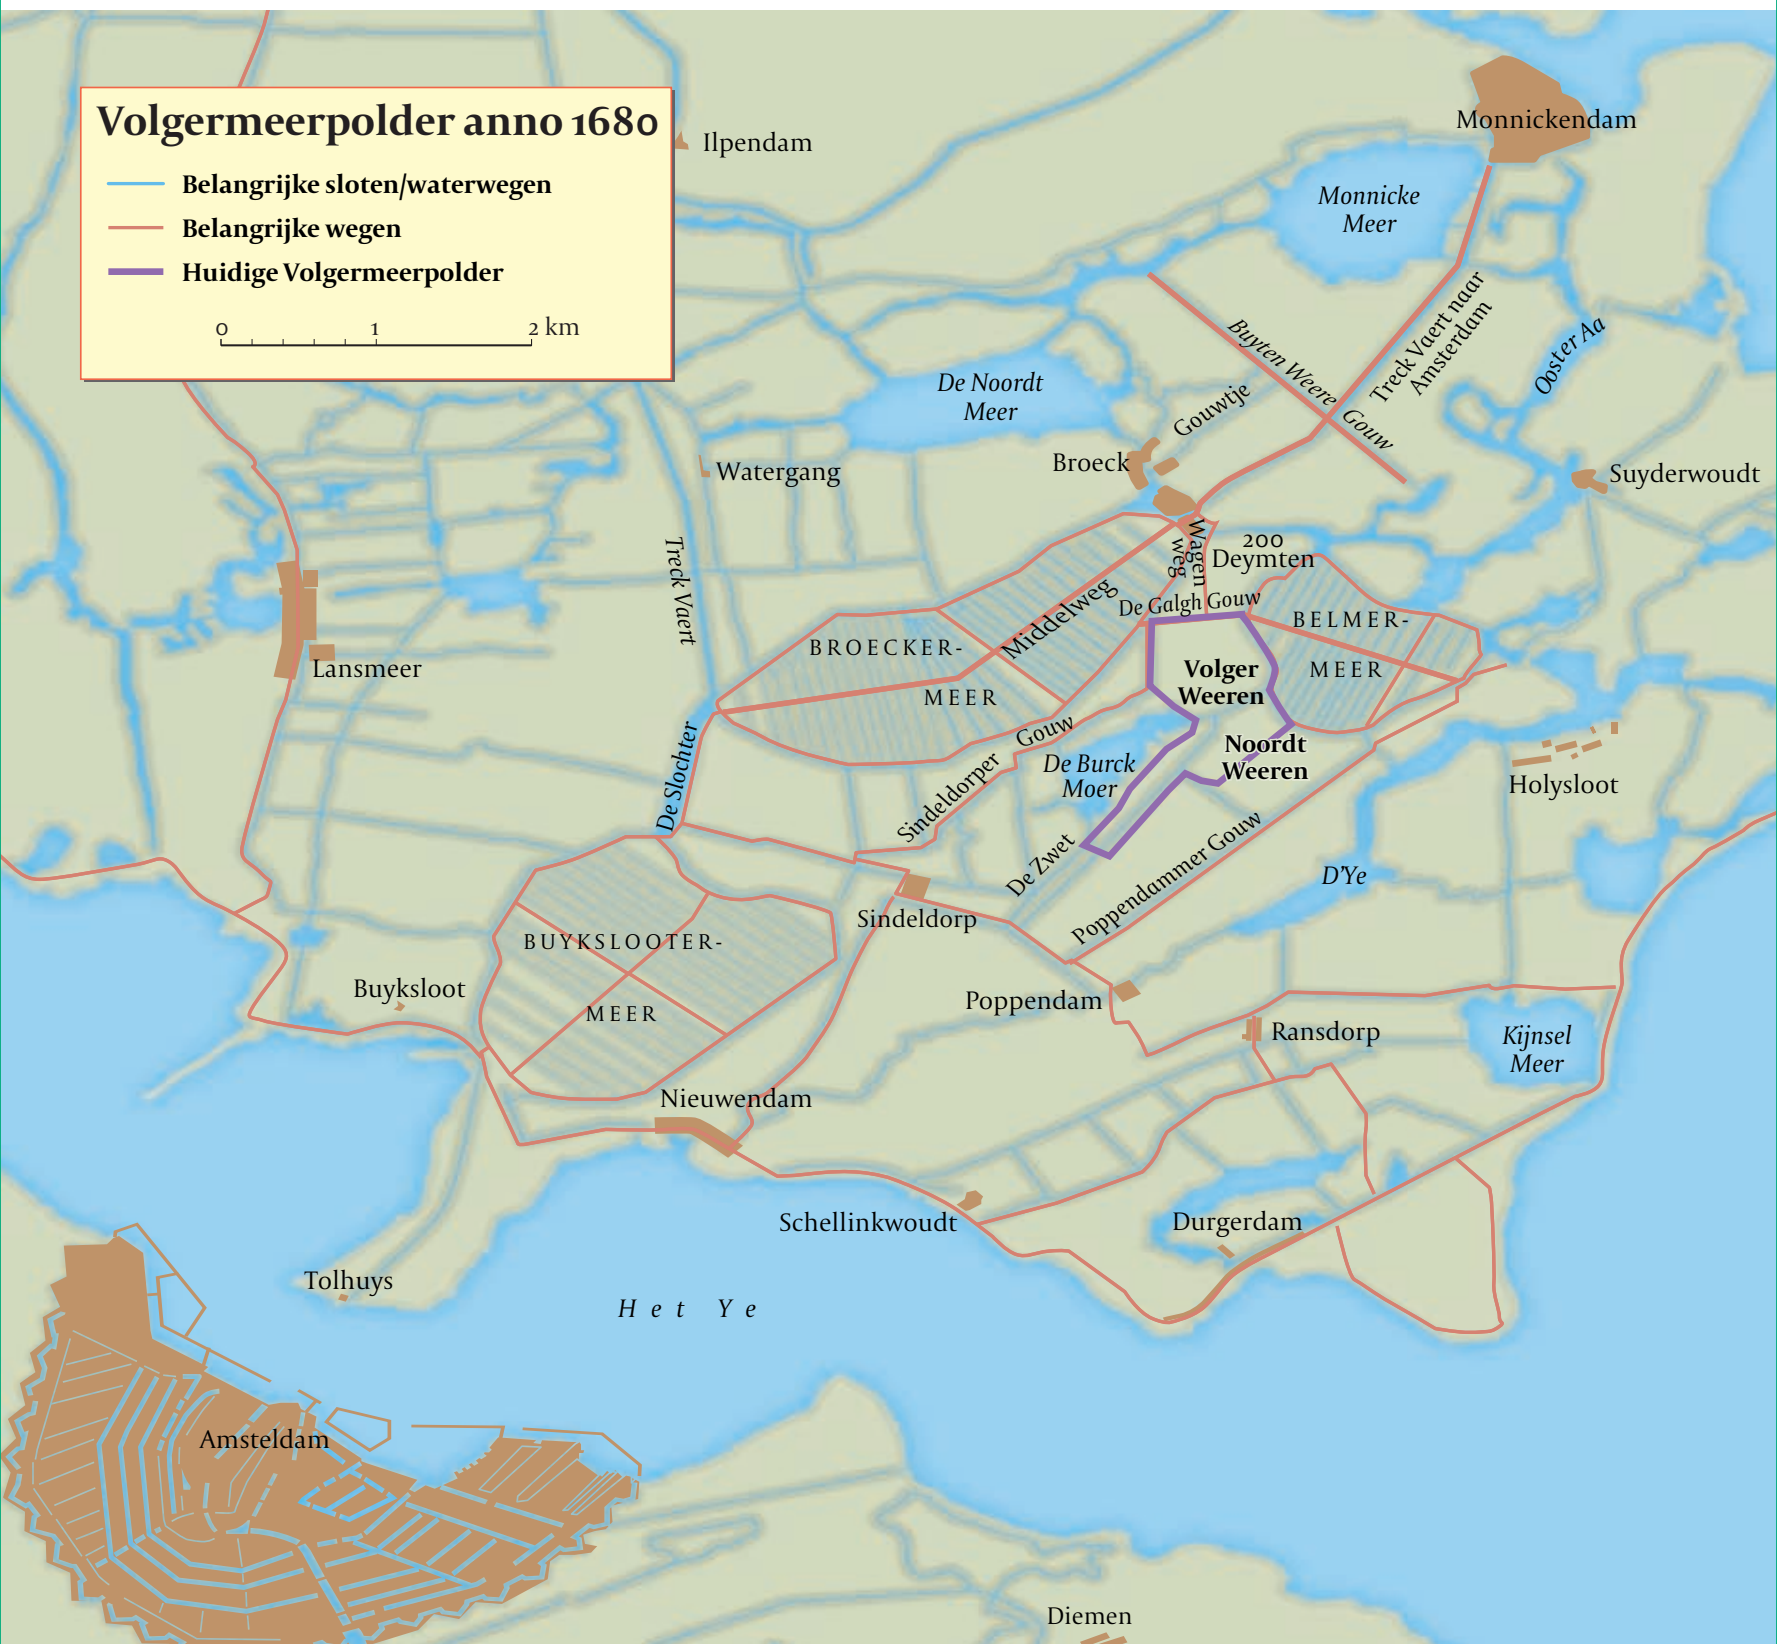 Volgermeerpolder anno 1680
Belangrijke sloten/waterwegen
Belangrijke wegen
Huidige Volgermeerpolder
0 1 2 km
Ilpendam
Monnickendam
Monnicke
Meer
Treck Vaert naar
Amsterdam
Ooster Aa
Buyten Weere Gouw
De Noordt
Meer
Gouwtje
Broeck
Watergang
Suyderwoudt
Treck Vaert
Wagen
weg
200
Deymten
De Galgh Gouw
Middelweg
BROECKER-
MEER
BELMER-
MEER
Lansmeer
Volger
Weeren
Noordt
Weeren
De Slochter
Sindeldorper Gouw
De Burck
Moer
Holysloot
De Zwet
Poppendammer Gouw
D'Ye
Sindeldorp
BUYKSLOOTER-
MEER
Buyksloot
Poppendam
Ransdorp
Kijnsel
Meer
Nieuwendam
Schellinkwoudt
Durgerdam
Tolhuys
Het Ye
Amsteldam
Diemen